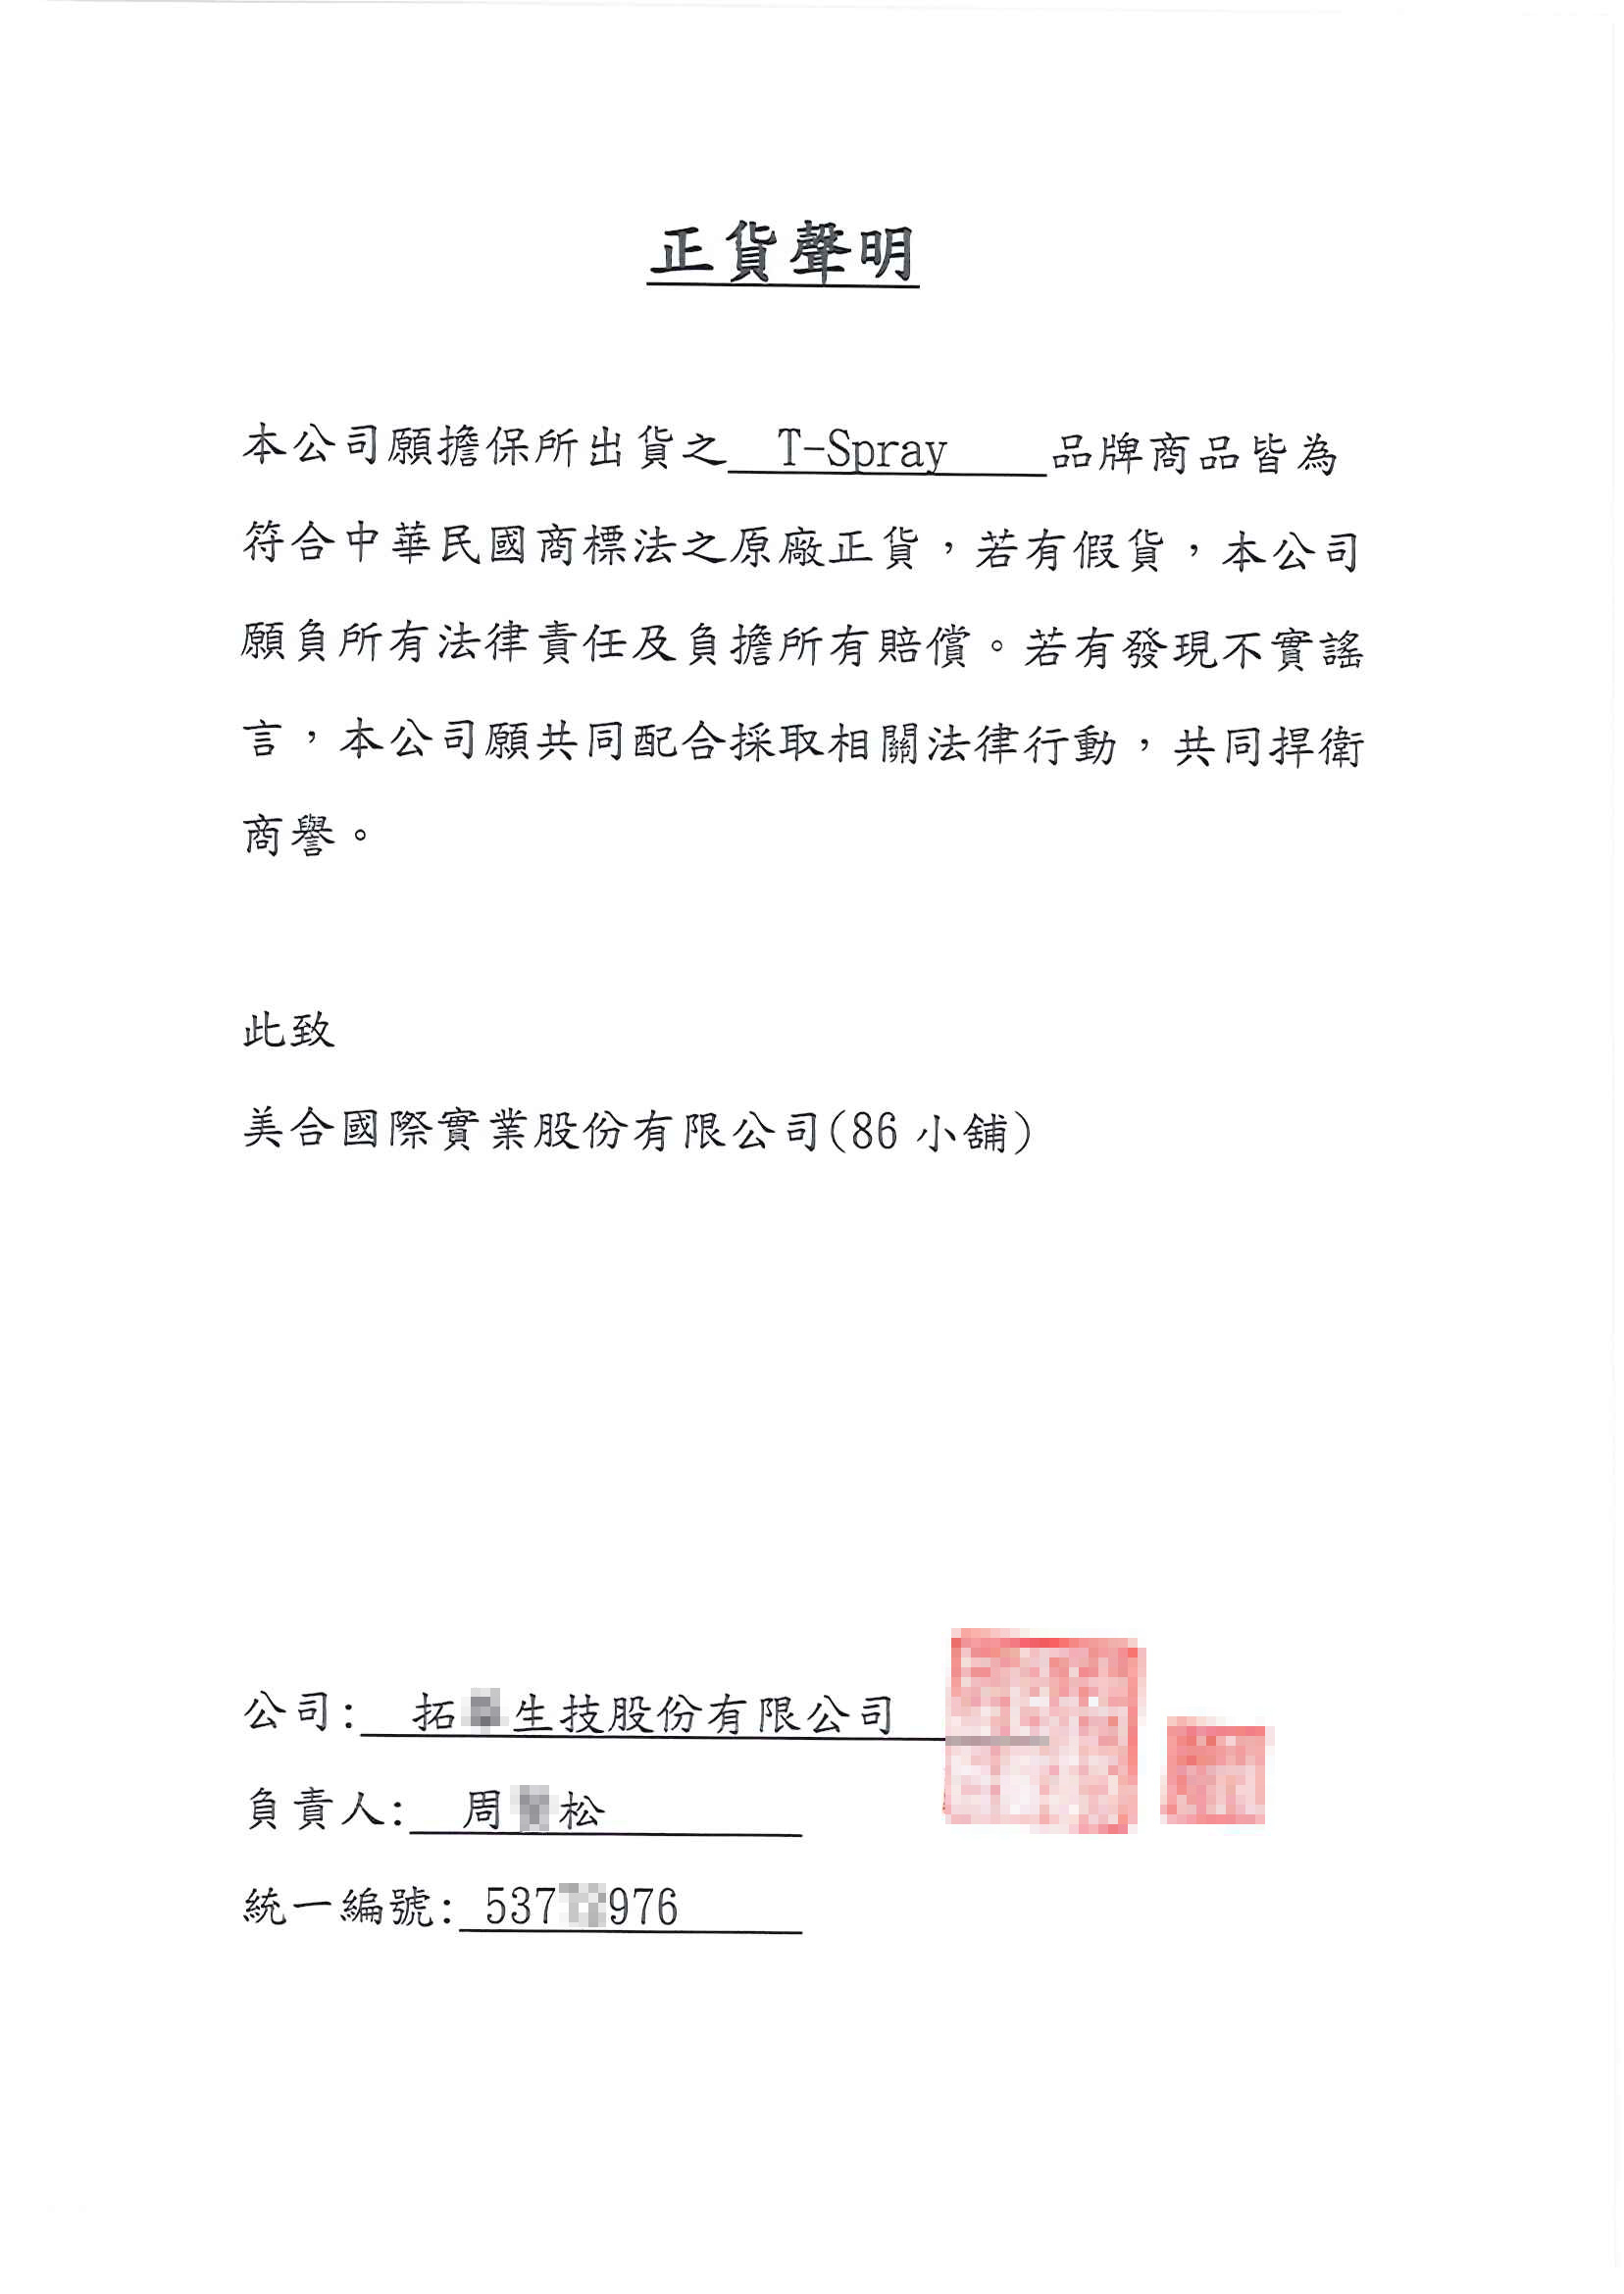 正貨聲明
本公司願擔保所出貨之 T-Spray 品牌商品皆為
符合中華民國商標法之原廠正貨，若有假貨，本公司
願負所有法律責任及負擔所有賠償。若有發現不實謠
言，本公司願共同配合採取相關法律行動，共同捍衛
商譽。
此致
美合國際實業股份有限公司(86 小舖)
公司: 拓 生技股份有限公司
負責人: 周 松
統一編號: 537 976